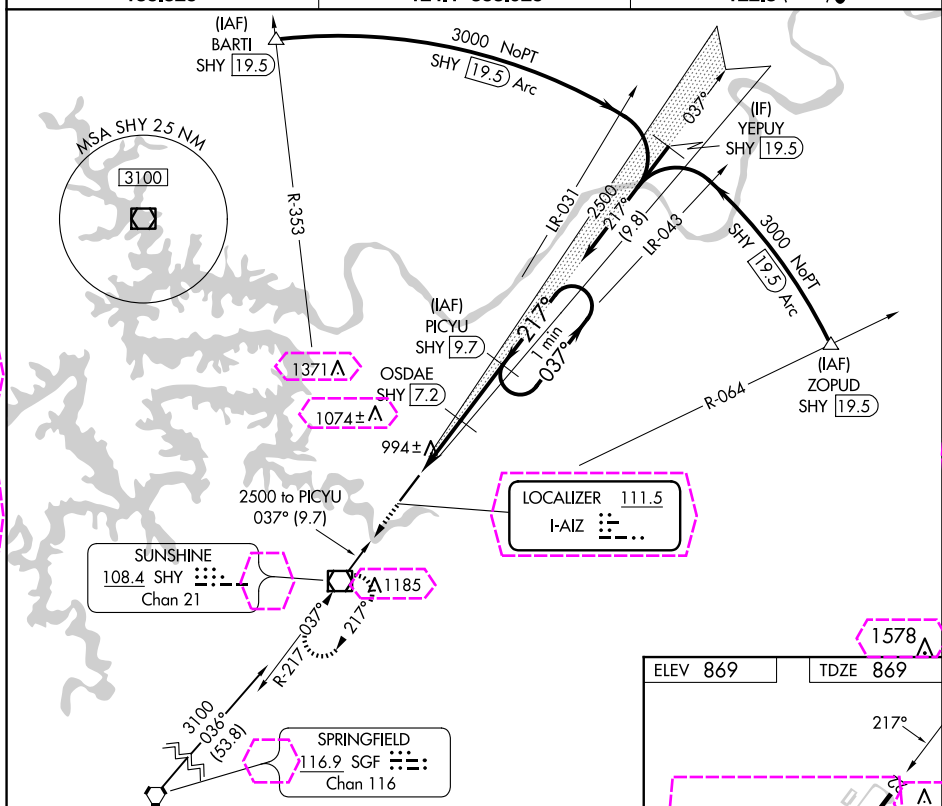 (IAF)
BARTI
SHY 19.5
3000 NoPT
SHY 19.5 Arc
037°
(IF)
YEPUY
SHY 19.5
MSA SHY 25 NM
3100
R-353
LR-031
2500
217°
(9.8)
LR-043
3000 NoPT
SHY 19.5 Arc
(IAF)
PICYU
SHY 9.7
217°
1 min
037°
(IAF)
ZOPUD
SHY 19.5
R-064
1371
OSDAE
SHY 7.2
1074±
994±
LOCALIZER 111.5
I-AIZ
2500 to PICYU
037° (9.7)
SUNSHINE
108.4 SHY
Chan 21
1185
037°
217°
R-217
1578
ELEV 869
TDZE 869
217°
3100
036°
(53.8)
SPRINGFIELD
116.9 SGF
Chan 116